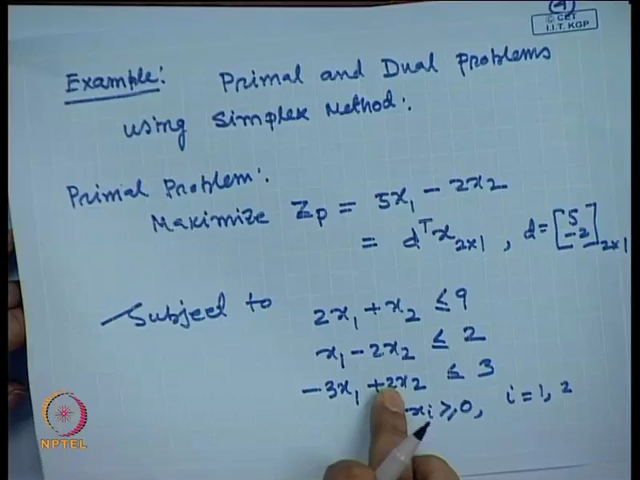 © CET
I.I.T. KGP
Example: Primal and Dual Problems
using Simplex Method:
Primal Problem:
Maximize Zp = 5x₁ - 2x₂
= dᵀx₂ₓ₁ , d = [5 -2]₂ₓ₁
Subject to 2x₁ + x₂ ≤ 9
x₁ - 2x₂ ≤ 2
-3x₁ + 2x₂ ≤ 3
xi ≥ 0, i = 1, 2
NPTEL